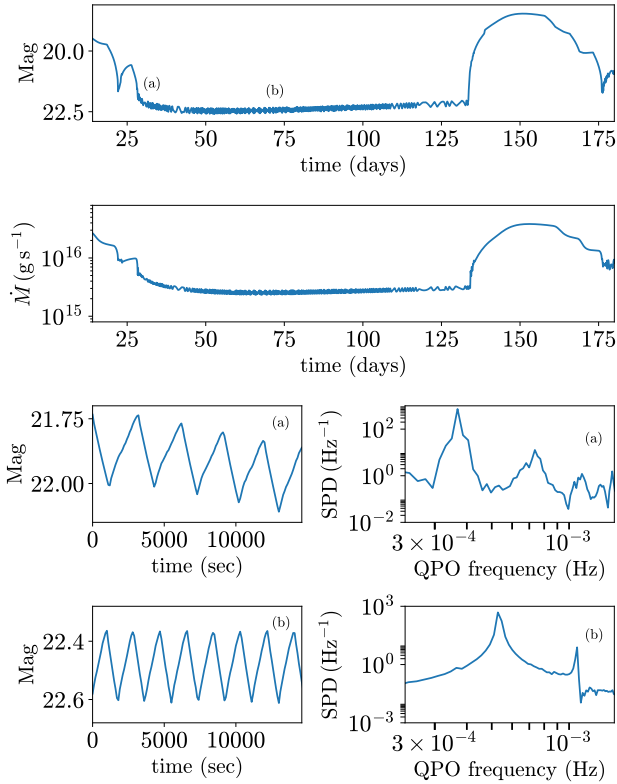 Mag
20.0
22.5
(a)
(b)
25 50 75 100 125 150 175
time (days)
Ṁ (g s⁻¹)
10¹⁶
10¹⁵
25 50 75 100 125 150 175
time (days)
Mag
21.75
22.00
(a)
0 5000 10000
time (sec)
SPD (Hz⁻¹)
10²
10⁰
10⁻²
(a)
3 × 10⁻⁴ 10⁻³
QPO frequency (Hz)
Mag
22.4
22.6
(b)
0 5000 10000
time (sec)
SPD (Hz⁻¹)
10³
10⁰
10⁻³
(b)
3 × 10⁻⁴ 10⁻³
QPO frequency (Hz)